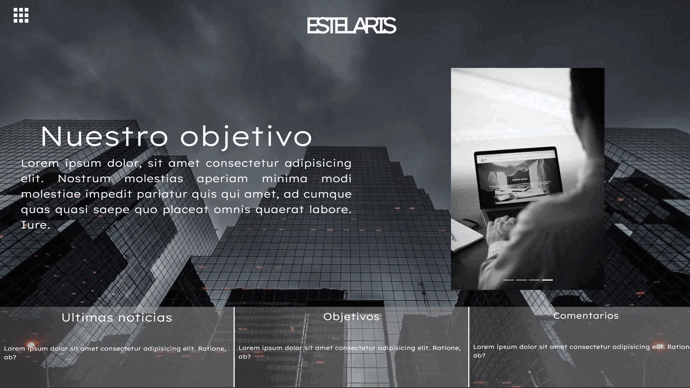 ESTELARIS
Nuestro objetivo
Lorem ipsum dolor, sit amet consectetur adipisicing
elit. Nostrum molestias aperiam minima modi
molestiae impedit pariatur quis qui amet, ad cumque
quas quasi saepe quo placeat omnis quaerat labore.
Iure.
Ultimas noticias
Lorem ipsum dolor sit amet consectetur adipisicing elit. Ratione,
ab?
Objetivos
Lorem ipsum dolor sit amet consectetur adipisicing elit. Ratione,
ab?
Comentarios
Lorem ipsum dolor sit amet consectetur adipisicing elit. Ration
ab?